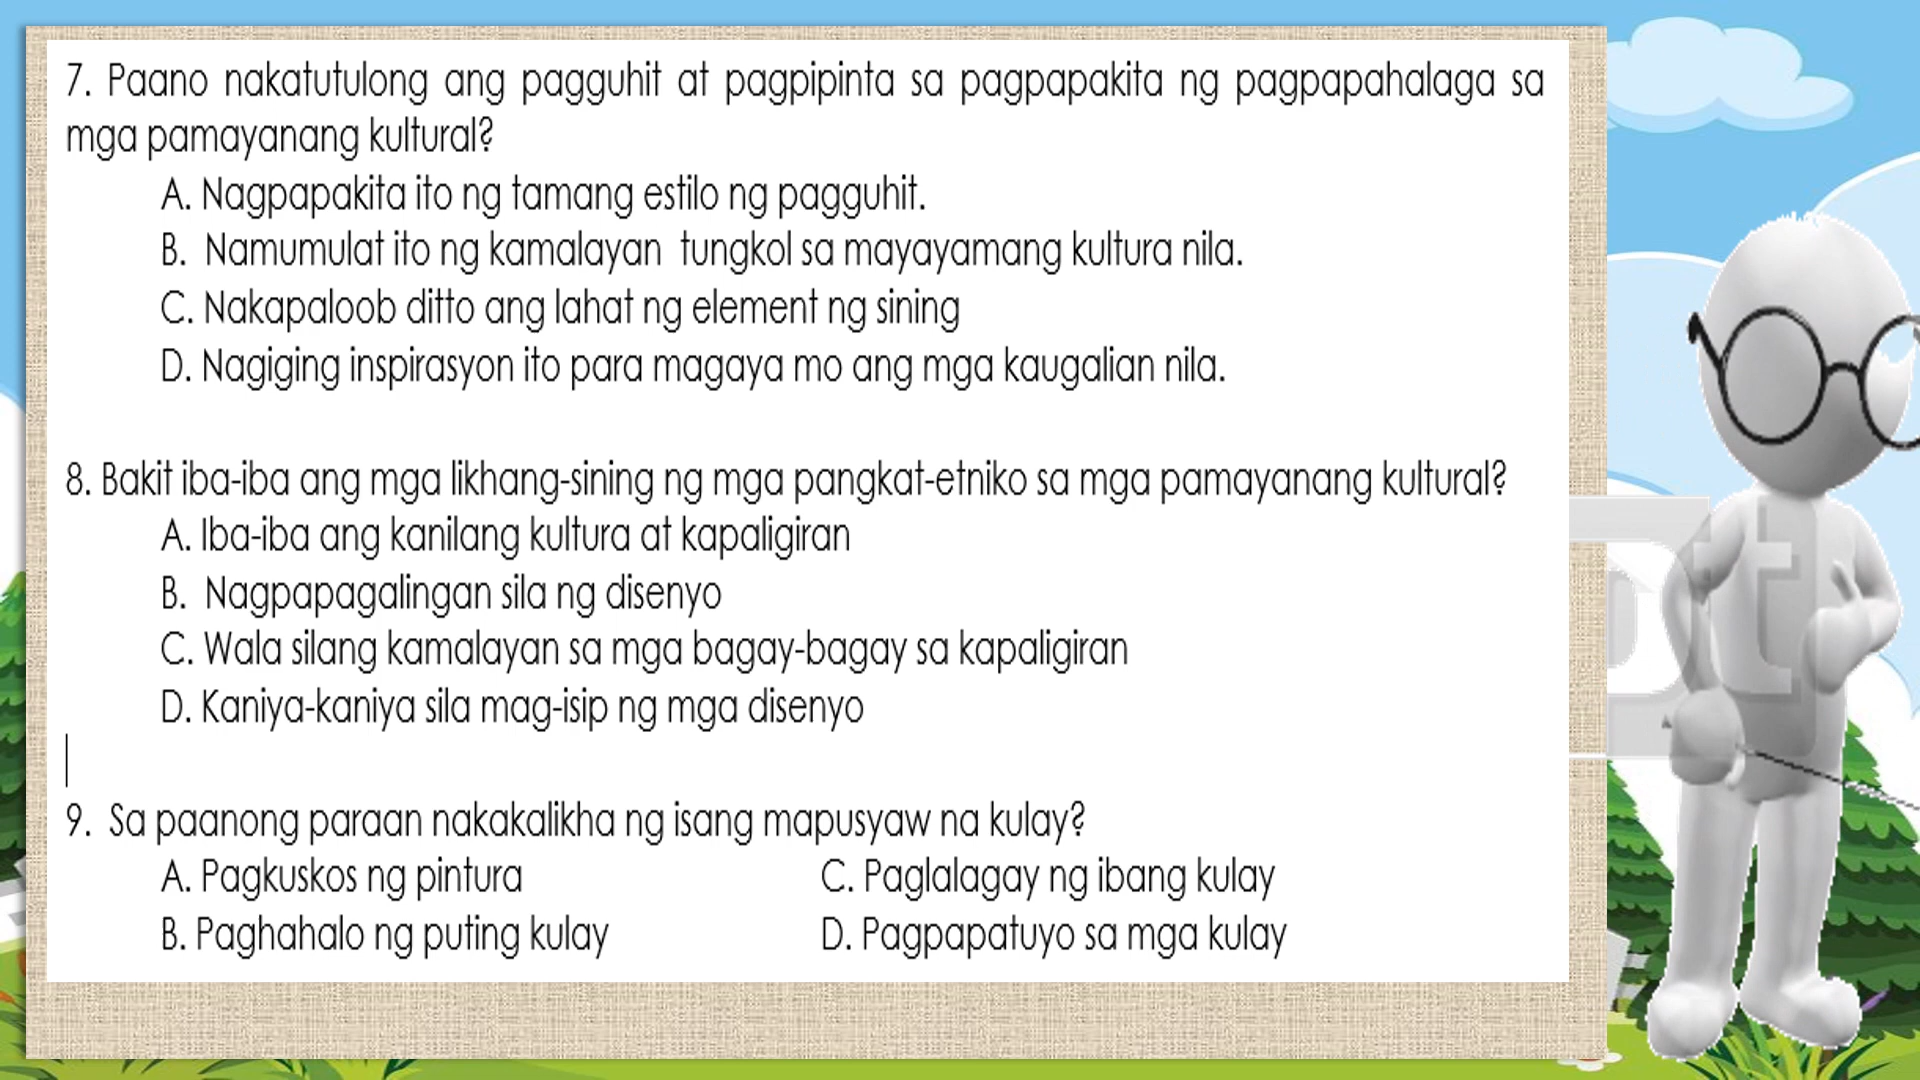 7. Paano nakatutulong ang pagguhit at pagpipinta sa pagpapakita ng pagpapahalaga sa
mga pamayanang kultural?
A. Nagpapakita ito ng tamang estilo ng pagguhit.
B. Namumulat ito ng kamalayan tungkol sa mayayamang kultura nila.
C. Nakapaloob ditto ang lahat ng element ng sining
D. Nagiging inspirasyon ito para magaya mo ang mga kaugalian nila.
8. Bakit iba-iba ang mga likhang-sining ng mga pangkat-etniko sa mga pamayanang kultural?
A. Iba-iba ang kanilang kultura at kapaligiran
B. Nagpapagalingan sila ng disenyo
C. Wala silang kamalayan sa mga bagay-bagay sa kapaligiran
D. Kaniya-kaniya sila mag-isip ng mga disenyo
9. Sa paanong paraan nakakalikha ng isang mapusyaw na kulay?
A. Pagkuskos ng pintura C. Paglalagay ng ibang kulay
B. Paghahalo ng puting kulay D. Pagpapatuyo sa mga kulay